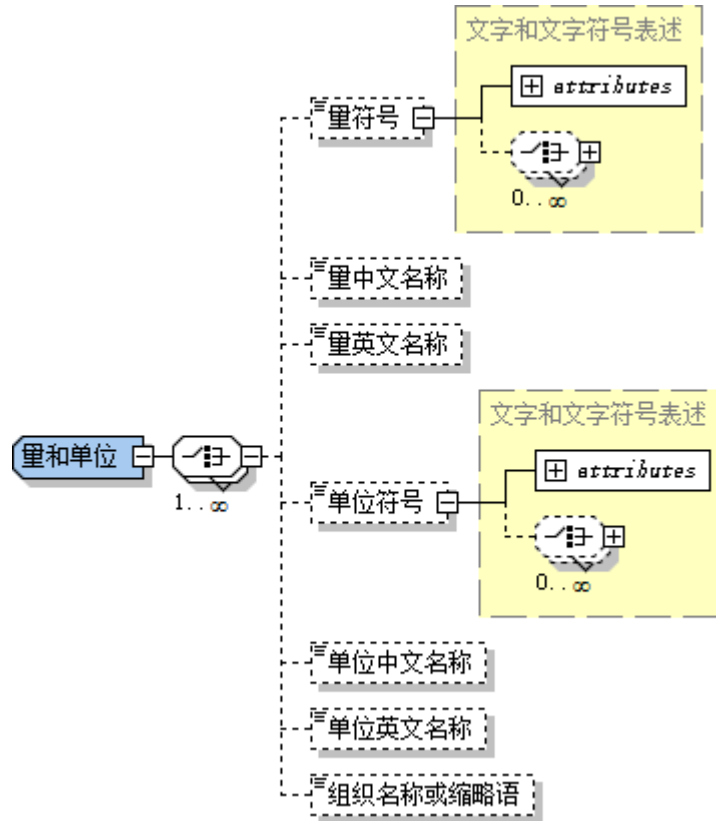 文字和文字符号表述
attributes
量符号
0..∞
量中文名称
量英文名称
文字和文字符号表述
量和单位
attributes
1..∞
单位符号
0..∞
单位中文名称
单位英文名称
组织名称或缩略语